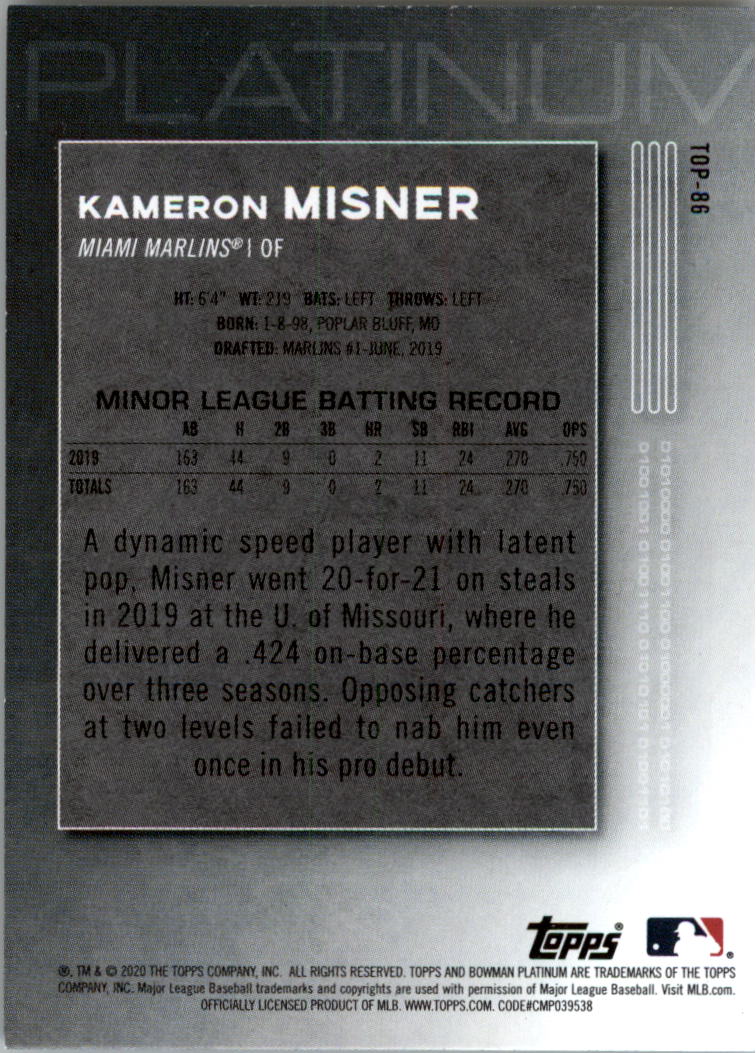 PLATINUM
TOP-86
KAMERON MISNER
MIAMI MARLINS® | OF
HT: 6'4" WT: 219 BATS: LEFT THROWS: LEFT
BORN: 1-8-98, POPLAR BLUFF, MO
DRAFTED: MARLINS #1-JUNE, 2019
MINOR LEAGUE BATTING RECORD
AB H 2B 3B HR SB RBI AVG OPS
2019 163 44 9 0 2 11 24 .270 .750
TOTALS 163 44 9 0 2 11 24 .270 .750
A dynamic speed player with latent
pop, Misner went 20-for-21 on steals
in 2019 at the U. of Missouri, where he
delivered a .424 on-base percentage
over three seasons. Opposing catchers
at two levels failed to nab him even
once in his pro debut.
topps®
®, TM & © 2020 THE TOPPS COMPANY, INC. ALL RIGHTS RESERVED. TOPPS AND BOWMAN PLATINUM ARE TRADEMARKS OF THE TOPPS
COMPANY, INC. Major League Baseball trademarks and copyrights are used with permission of Major League Baseball. Visit MLB.com.
OFFICIALLY LICENSED PRODUCT OF MLB. WWW.TOPPS.COM. CODE#CMP039538